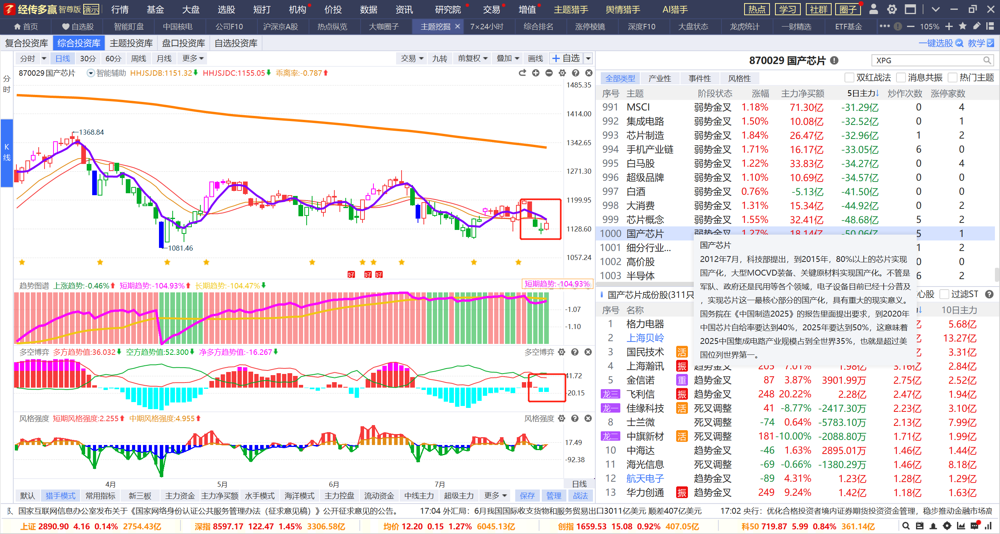 经传多赢 智尊版 演示 行情 基金 大盘 选股 短打 机构 价投 数据 资讯 研究院 交易 增值 主题猎手 舆情猎手 AI猎手 热点 学习 社群 圈子
首页 自选股 智能盯盘 中国核电 公司F10 沪深京A股 热点纵览 大咖圈子 主题挖掘 7×24小时 综合排名 涨停棱镜 深度F10 大盘状态 龙虎统计 一财精选 ETF基金 105%
复合投资库 综合投资库 主题投资库 盘口投资库 自选投资库 一键选股 教学
分时 日线 30分 60分 周线 月线 更多 交易 九转 前复权 叠加 画线 自选
870029 国产芯片 智能辅助 HHJSJDB:1151.32 HHJSJDC:1155.05 乖离率:-0.787
分时
K线
1485.35
1414.00
1342.65
1271.30
1199.95
1128.60
1057.24
1368.84
1081.46
好 好 好
趋势图谱 上涨趋势:-0.46% 短期趋势:-104.93% 长期趋势:-104.47%
短期趋势:-104.93%
-1.07
-1.10
多空博弈 多方趋势值:36.032 空方趋势值:52.300 净多方趋势值:-16.267 多空博弈
41.72
-20.15
风格强度 短期风格强度:2.255 中期风格强度:4.955 风格强度
17.49
-92.38
4月 5月 6月 7月 日线
默认 猎手模式 常用指标 新三板 主力资金 主力净买额 水手模式 海洋模式 主力控盘 流动资金 中线主力 超级主力 更多 保存 管理 战法
870029 国产芯片 XPG
全部类型 产业性 事件性 风格性 双红战法 消息共振 热门主题
序号 主题 阶段状态 涨幅 主力净买额 5日主力↓ 炒作次数 涨停家数
991 MSCI 弱势金叉 1.18% 71.30亿 -31.29亿 0 4
992 集成电路 弱势金叉 1.50% 10.08亿 -32.52亿 0 1
993 芯片制造 弱势金叉 1.84% 26.47亿 -32.96亿 1 2
994 手机产业链 弱势金叉 1.71% 16.17亿 -33.05亿 6 0
995 白马股 弱势金叉 1.22% 33.83亿 -34.27亿 0 4
996 超级品牌 弱势金叉 1.10% 10.69亿 -34.57亿 0 0
997 白酒 弱势金叉 0.76% -5.13亿 -41.50亿 0 0
998 大消费 弱势金叉 1.31% 15.34亿 -44.92亿 0 2
999 芯片概念 弱势金叉 1.55% 32.41亿 -48.68亿 5 2
1000 国产芯片 弱势金叉 1.27% 18.14亿 -50.06亿 5 1
1001 细分行业... 1 2
1002 高价股 0 0
1003 半导体 6 2
国产芯片
2012年7月，科技部提出，到2015年，80%以上的芯片实现
国产化，大型MOCVD装备、关键原材料实现国产化。不管是
军队、政府还是民用等各个领域，电子设备目前已经十分普及
，实现芯片这一最核心部分的国产化，具有重大的现实意义。
国务院在《中国制造2025》的报告里面提出要求，到2020年
中国芯片自给率要达到40%，2025年要达到50%，这意味着
2025中国集成电路产业规模占到全世界35%，也就是超过美
国位列世界第一。
国产芯片成份股(311只 心股 过滤ST
序号 名称 10日主力
1 格力电器 5.68亿
2 上海贝岭 13.27亿
3 国民技术 活 3.31亿
4 上海瀚讯 振 趋势金叉 205 7.01% 1.98亿 3.16亿 2.84亿
5 金信诺 重 趋势金叉 87 3.87% 3901.99万 2.75亿 2.52亿
龙三 飞利信 振 趋势金叉 248 20.22% 2.28亿 2.47亿 1.94亿
龙一 佳缘科技 活 死叉调整 41 -8.77% -2417.30万 2.23亿 3.10亿
8 士兰微 死叉调整 -74 0.64% -5783.10万 2.13亿 7.99亿
龙二 中旗新材 活 死叉调整 181 -10.00% -2088.80万 1.71亿 1.99亿
10 中海达 趋势金叉 -46 1.63% 2895.01万 1.46亿 1.44亿
11 海光信息 死叉调整 -69 -0.66% -1380.29万 1.46亿 8.18亿
12 航天电子 趋势金叉 -89 4.31% 1.23亿 1.28亿 1.29亿
13 华力创通 振 趋势金叉 249 9.24% 1.42亿 1.18亿 1.63亿
、国家互联网信息办公室发布关于《国家网络身份认证公共服务管理办法（征求意见稿）》公开征求意见的公告。 17:04 外汇局：6月我国国际收支货物和服务贸易出口3011亿美元 顺差407亿美元 17:02 央行：优化合格投资者境内证券期货投资资金管理，稳步推动金融市场高
上证 2890.90 4.16 0.14% 2754.43亿 深指 8597.17 122.47 1.45% 3306.58亿 均价 12.20 0.15 1.27% 6045.13亿 创指 1659.53 15.08 0.92% 407.05亿 科50 719.87 5.99 0.84% 361.14亿